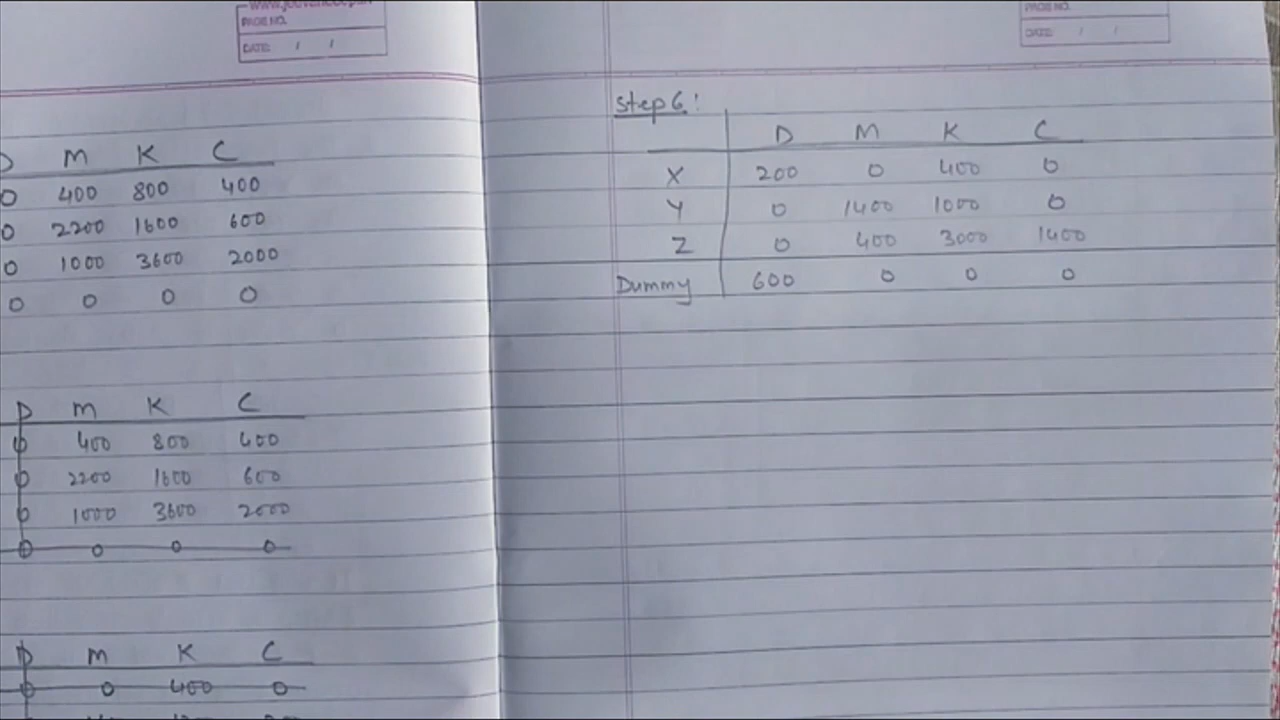 PAGE NO.
DATE: / /
D M K C
0 400 800 400
0 2200 1600 600
0 1000 3600 2000
0 0 0 0
D M K C
0 400 800 400
0 2200 1600 600
0 1000 3600 2000
0 0 0 0
D M K C
0 0 400 0
PAGE NO.
DATE: / /
Step 6:
D M K C
X 200 0 400 0
Y 0 1400 1000 0
Z 0 400 3000 1400
Dummy 600 0 0 0